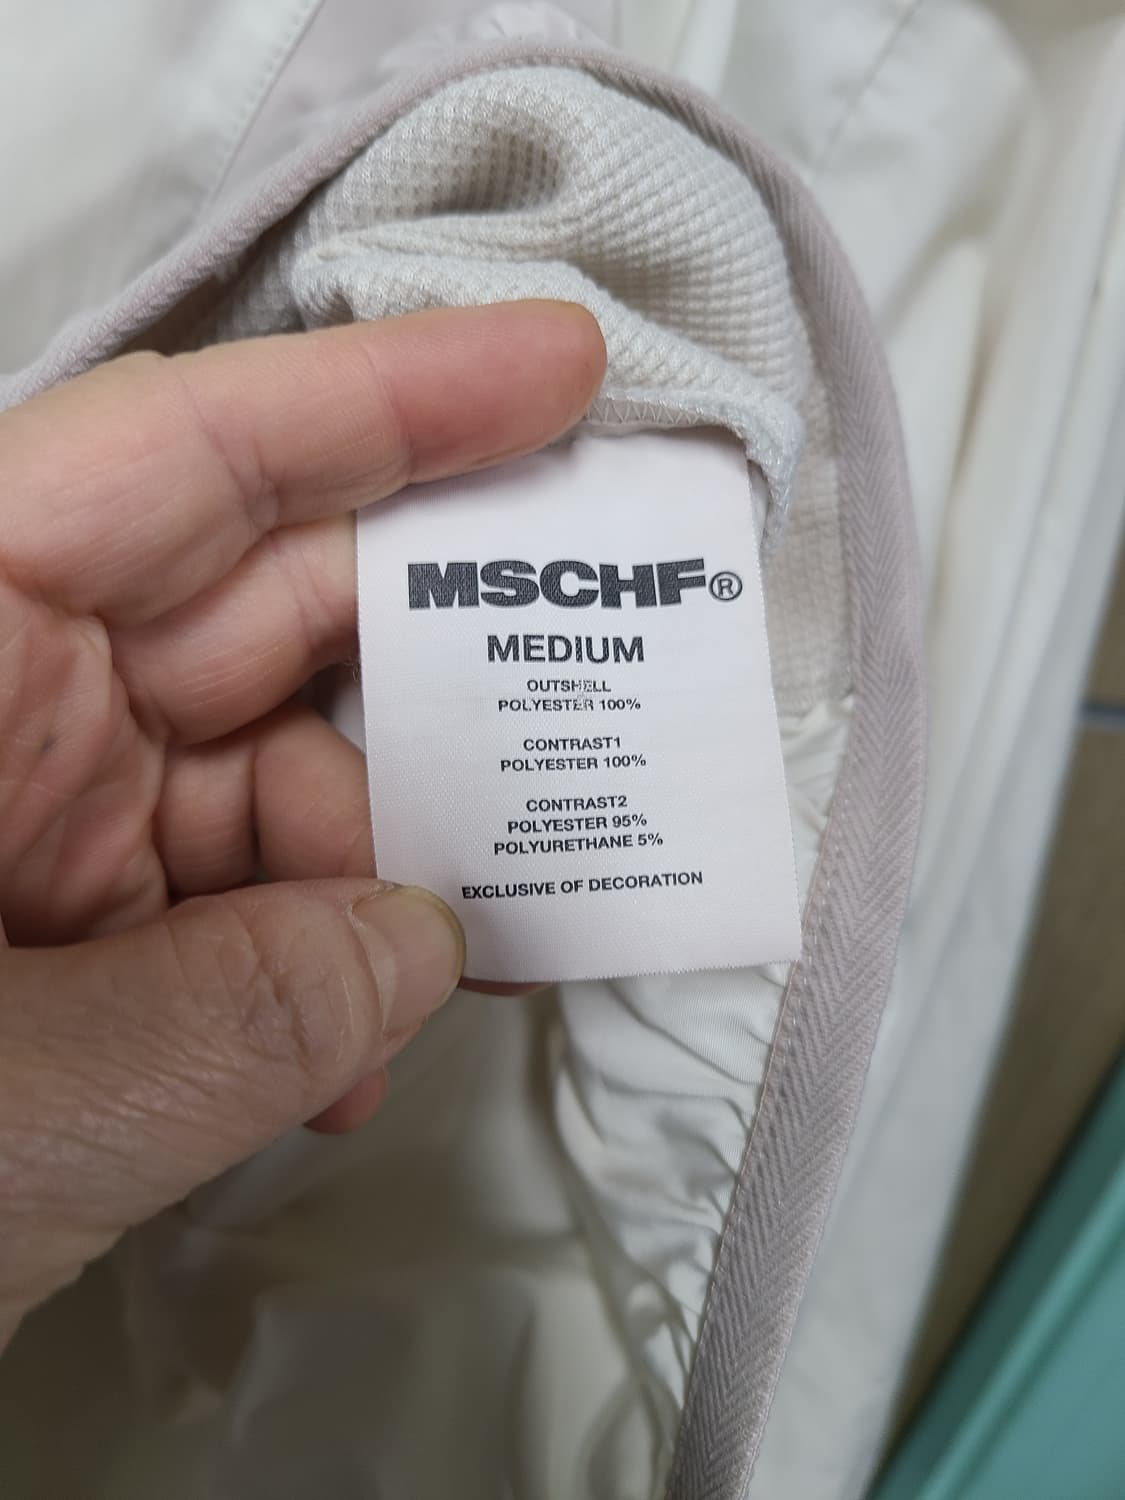 MSCHF®
MEDIUM
OUTSHELL
POLYESTER 100%
CONTRAST1
POLYESTER 100%
CONTRAST2
POLYESTER 95%
POLYURETHANE 5%
EXCLUSIVE OF DECORATION